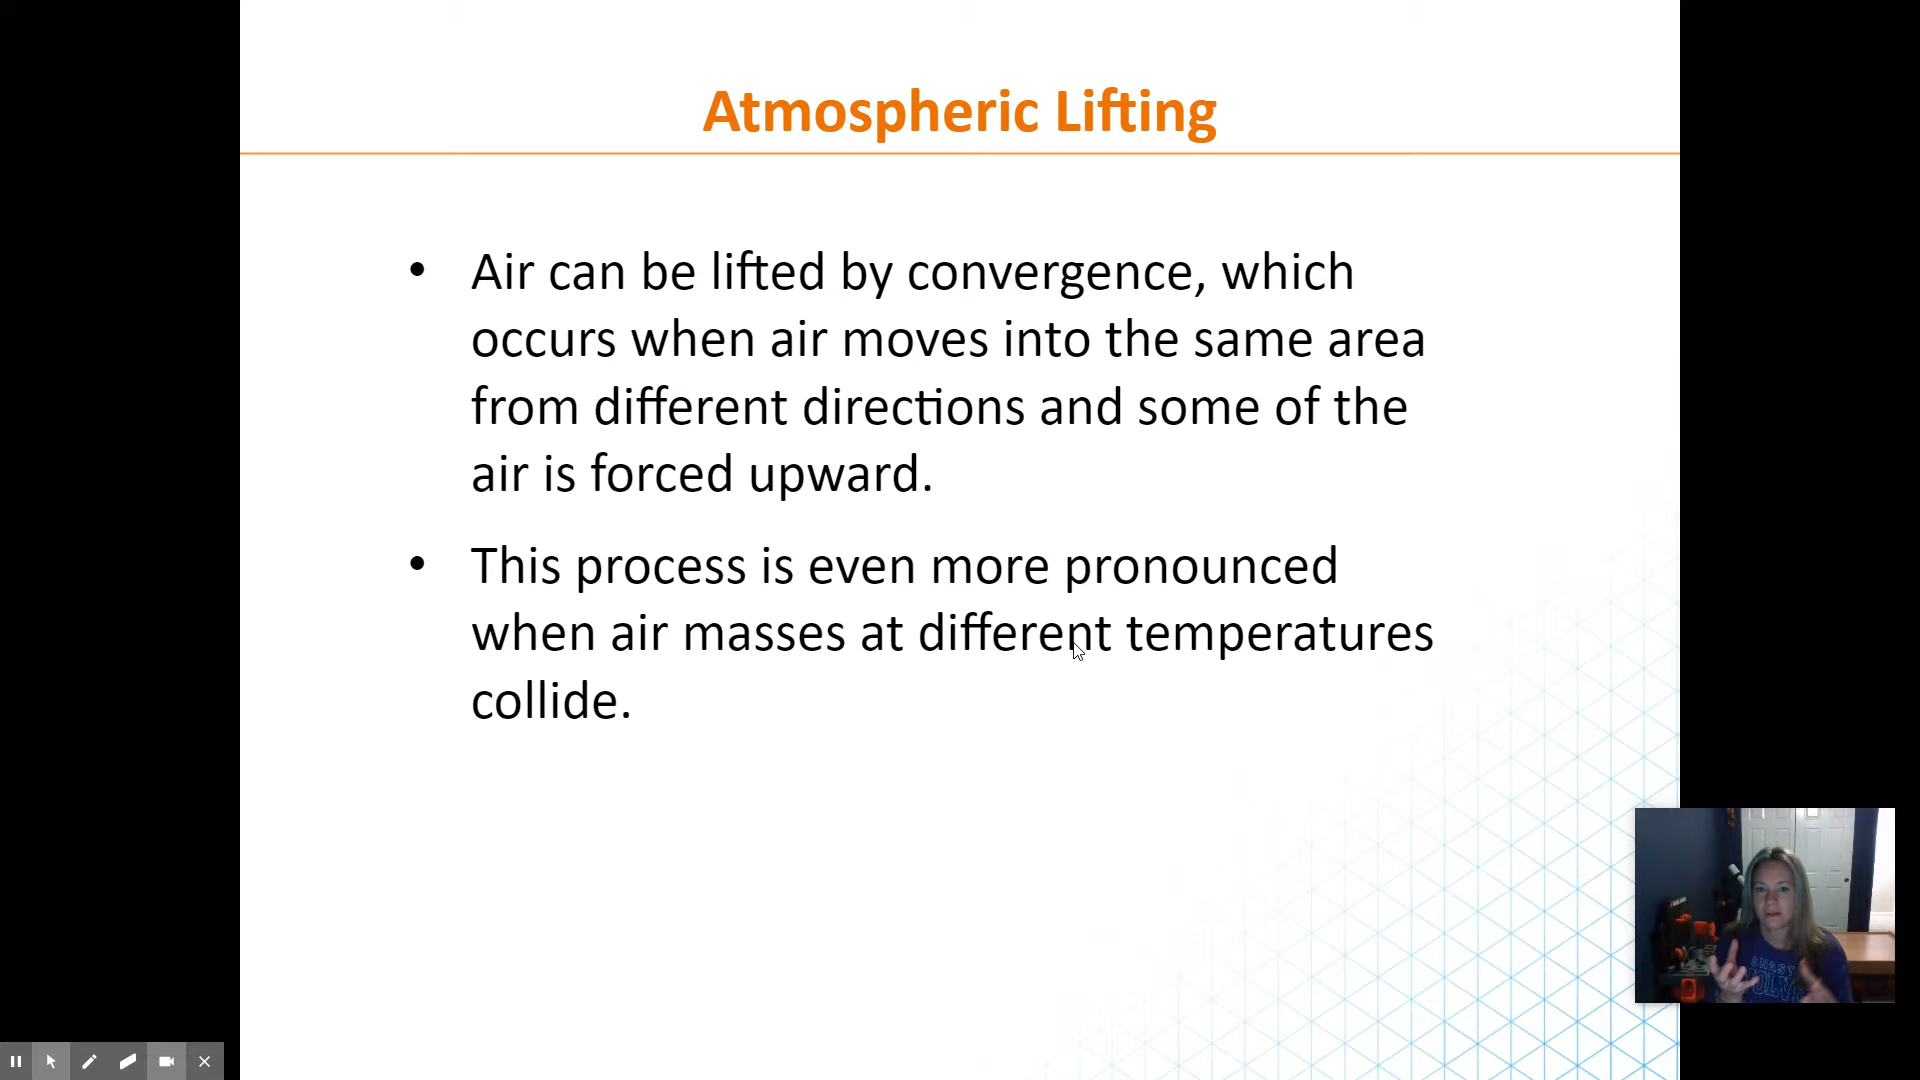 Atmospheric Lifting
• Air can be lifted by convergence, which
occurs when air moves into the same area
from different directions and some of the
air is forced upward.
• This process is even more pronounced
when air masses at different temperatures
collide.